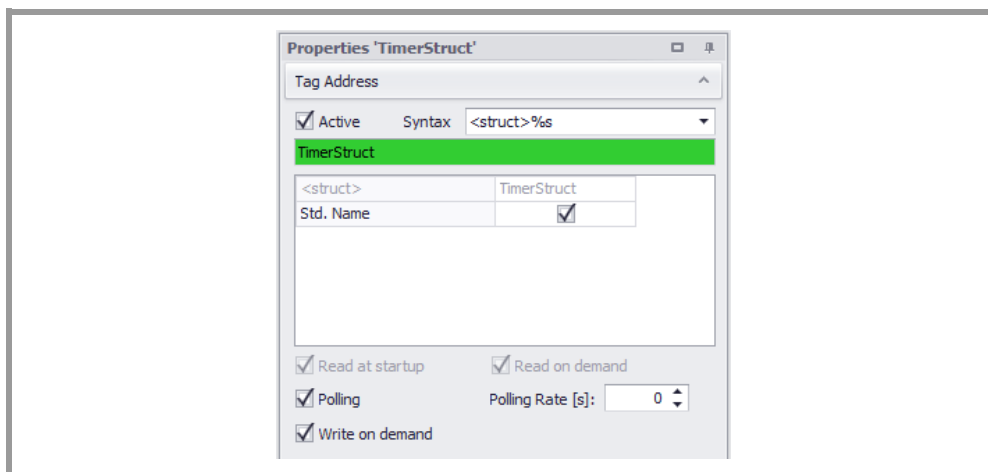 Properties 'TimerStruct'
Tag Address
Active Syntax <struct>%s
TimerStruct
<struct> TimerStruct
Std. Name
Read at startup Read on demand
Polling Polling Rate [s]: 0
Write on demand